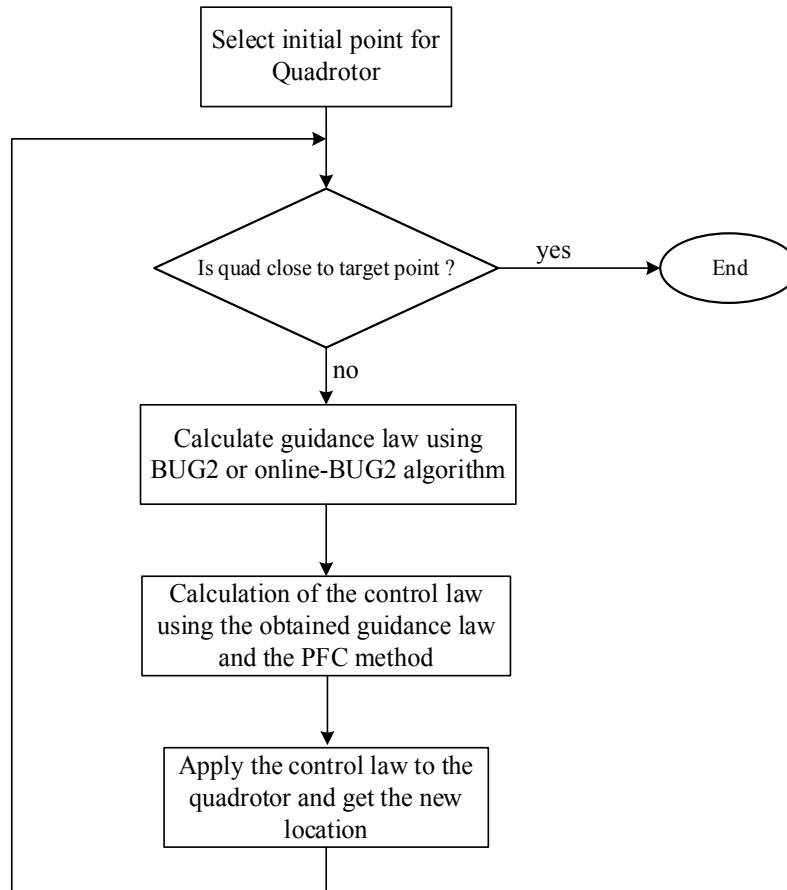 Select initial point for
Quadrotor
Is quad close to target point ?
yes
End
no
Calculate guidance law using
BUG2 or online-BUG2 algorithm
Calculation of the control law
using the obtained guidance law
and the PFC method
Apply the control law to the
quadrotor and get the new
location